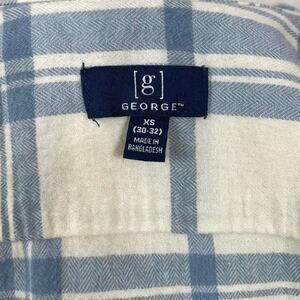 [g]
GEORGE™
XS
(30-32)
MADE IN
BANGLADESH